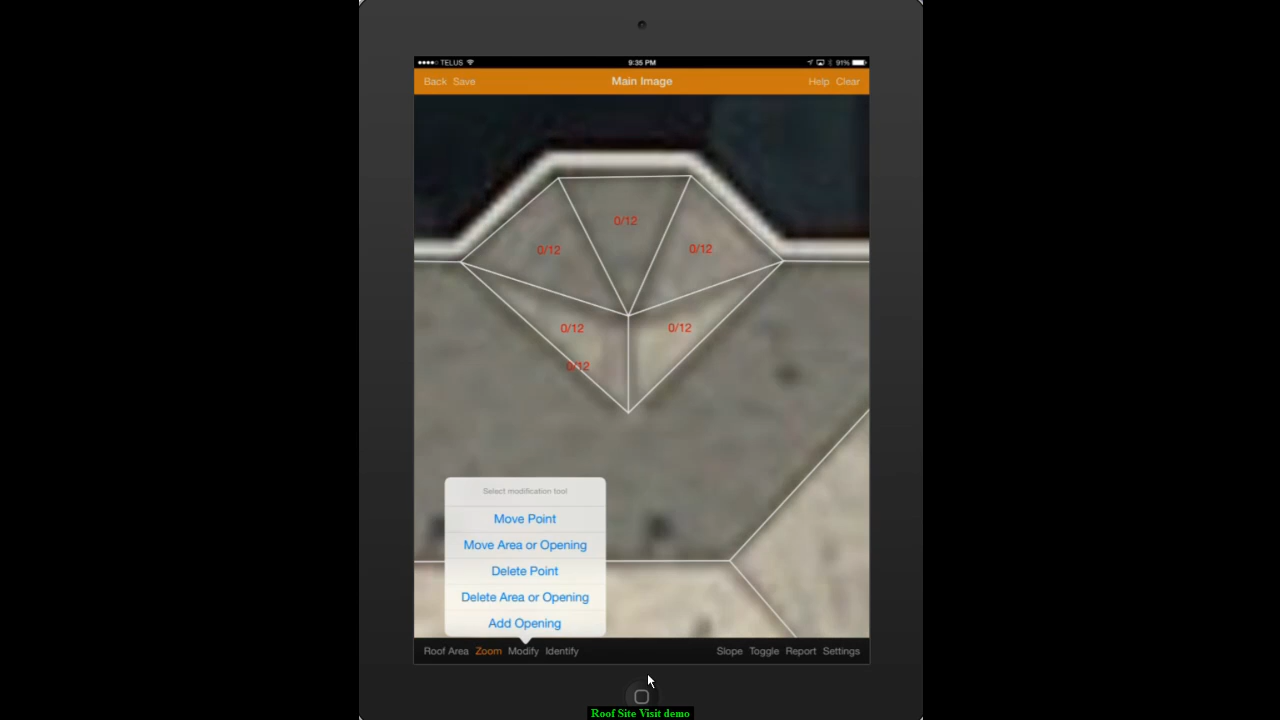 TELUS 9:35 PM 91%
Back Save Main Image Help Clear
0/12
0/12 0/12
0/12 0/12
0/12
Select modification tool
Move Point
Move Area or Opening
Delete Point
Delete Area or Opening
Add Opening
Roof Area Zoom Modify Identify Slope Toggle Report Settings
Roof Site Visit demo